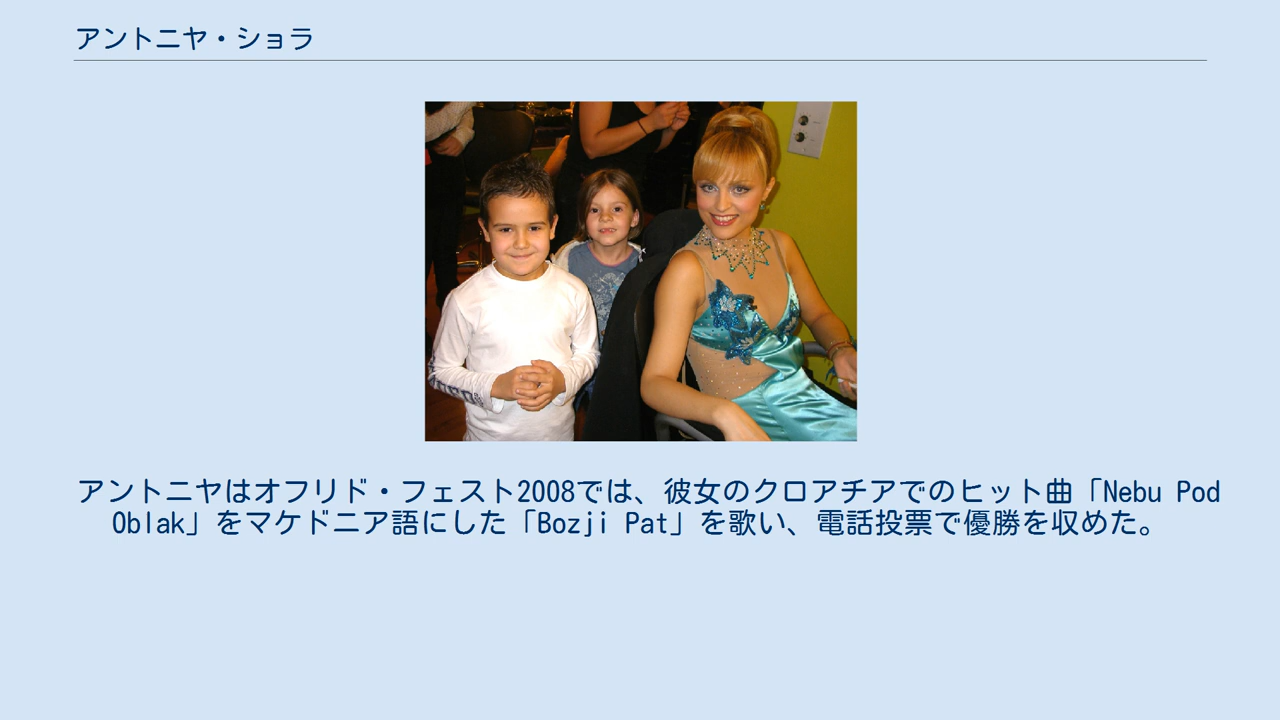 アントニヤ・ショラ
アントニヤはオフリド・フェスト2008では、彼女のクロアチアでのヒット曲「Nebu Pod
Oblak」をマケドニア語にした「Bozji Pat」を歌い、電話投票で優勝を収めた。